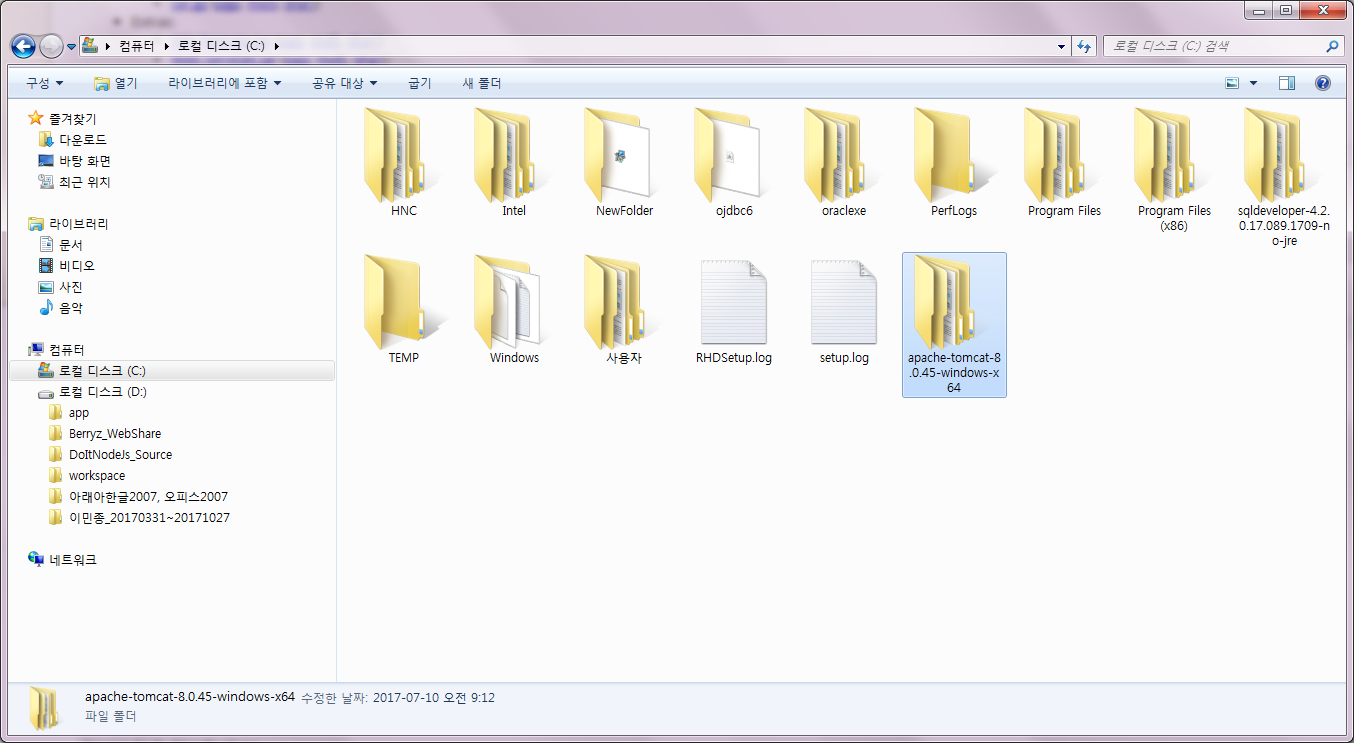 컴퓨터 로컬 디스크 (C:)
로컬 디스크 (C:) 검색
구성 열기 라이브러리에 포함 공유 대상 굽기 새 폴더
즐겨찾기
다운로드
바탕 화면
최근 위치
라이브러리
문서
비디오
사진
음악
컴퓨터
로컬 디스크 (C:)
로컬 디스크 (D:)
app
Berryz_WebShare
DoItNodeJs_Source
workspace
아래아한글2007, 오피스2007
이민종_20170331~20171027
네트워크
HNC
Intel
NewFolder
ojdbc6
oraclexe
PerfLogs
Program Files
Program Files
(x86)
sqldeveloper-4.2.
0.17.089.1709-n
o-jre
TEMP
Windows
사용자
RHDSetup.log
setup.log
apache-tomcat-8
.0.45-windows-x
64
apache-tomcat-8.0.45-windows-x64 수정한 날짜: 2017-07-10 오전 9:12
파일 폴더